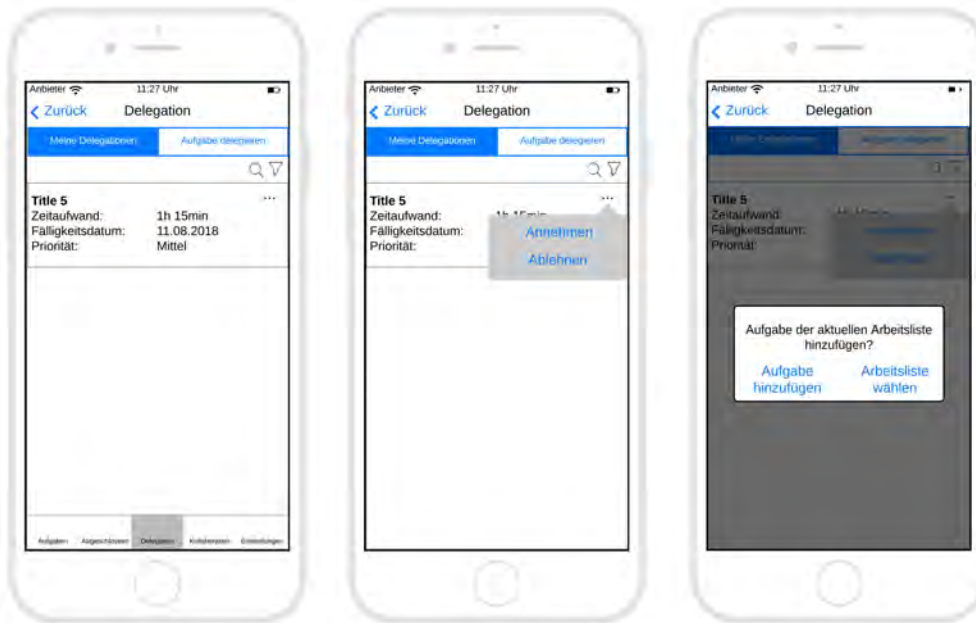 Anbieter 11:27 Uhr
Zurück Delegation
Meine Delegationen Aufgabe delegieren
Title 5 ...
Zeitaufwand: 1h 15min
Fälligkeitsdatum: 11.08.2018
Priorität: Mittel
Aufgaben Abgeschlossen Delegation Kollaboration Einstellungen
Anbieter 11:27 Uhr
Zurück Delegation
Meine Delegationen Aufgabe delegieren
Title 5 ...
Zeitaufwand: 1h 15min
Fälligkeitsdatum:
Priorität:
Annehmen
Ablehnen
Anbieter 11:27 Uhr
Zurück Delegation
Title 5
Zeitaufwand:
Fälligkeitsdatum:
Priorität:
Aufgabe der aktuellen Arbeitsliste
hinzufügen?
Aufgabe
hinzufügen
Arbeitsliste
wählen